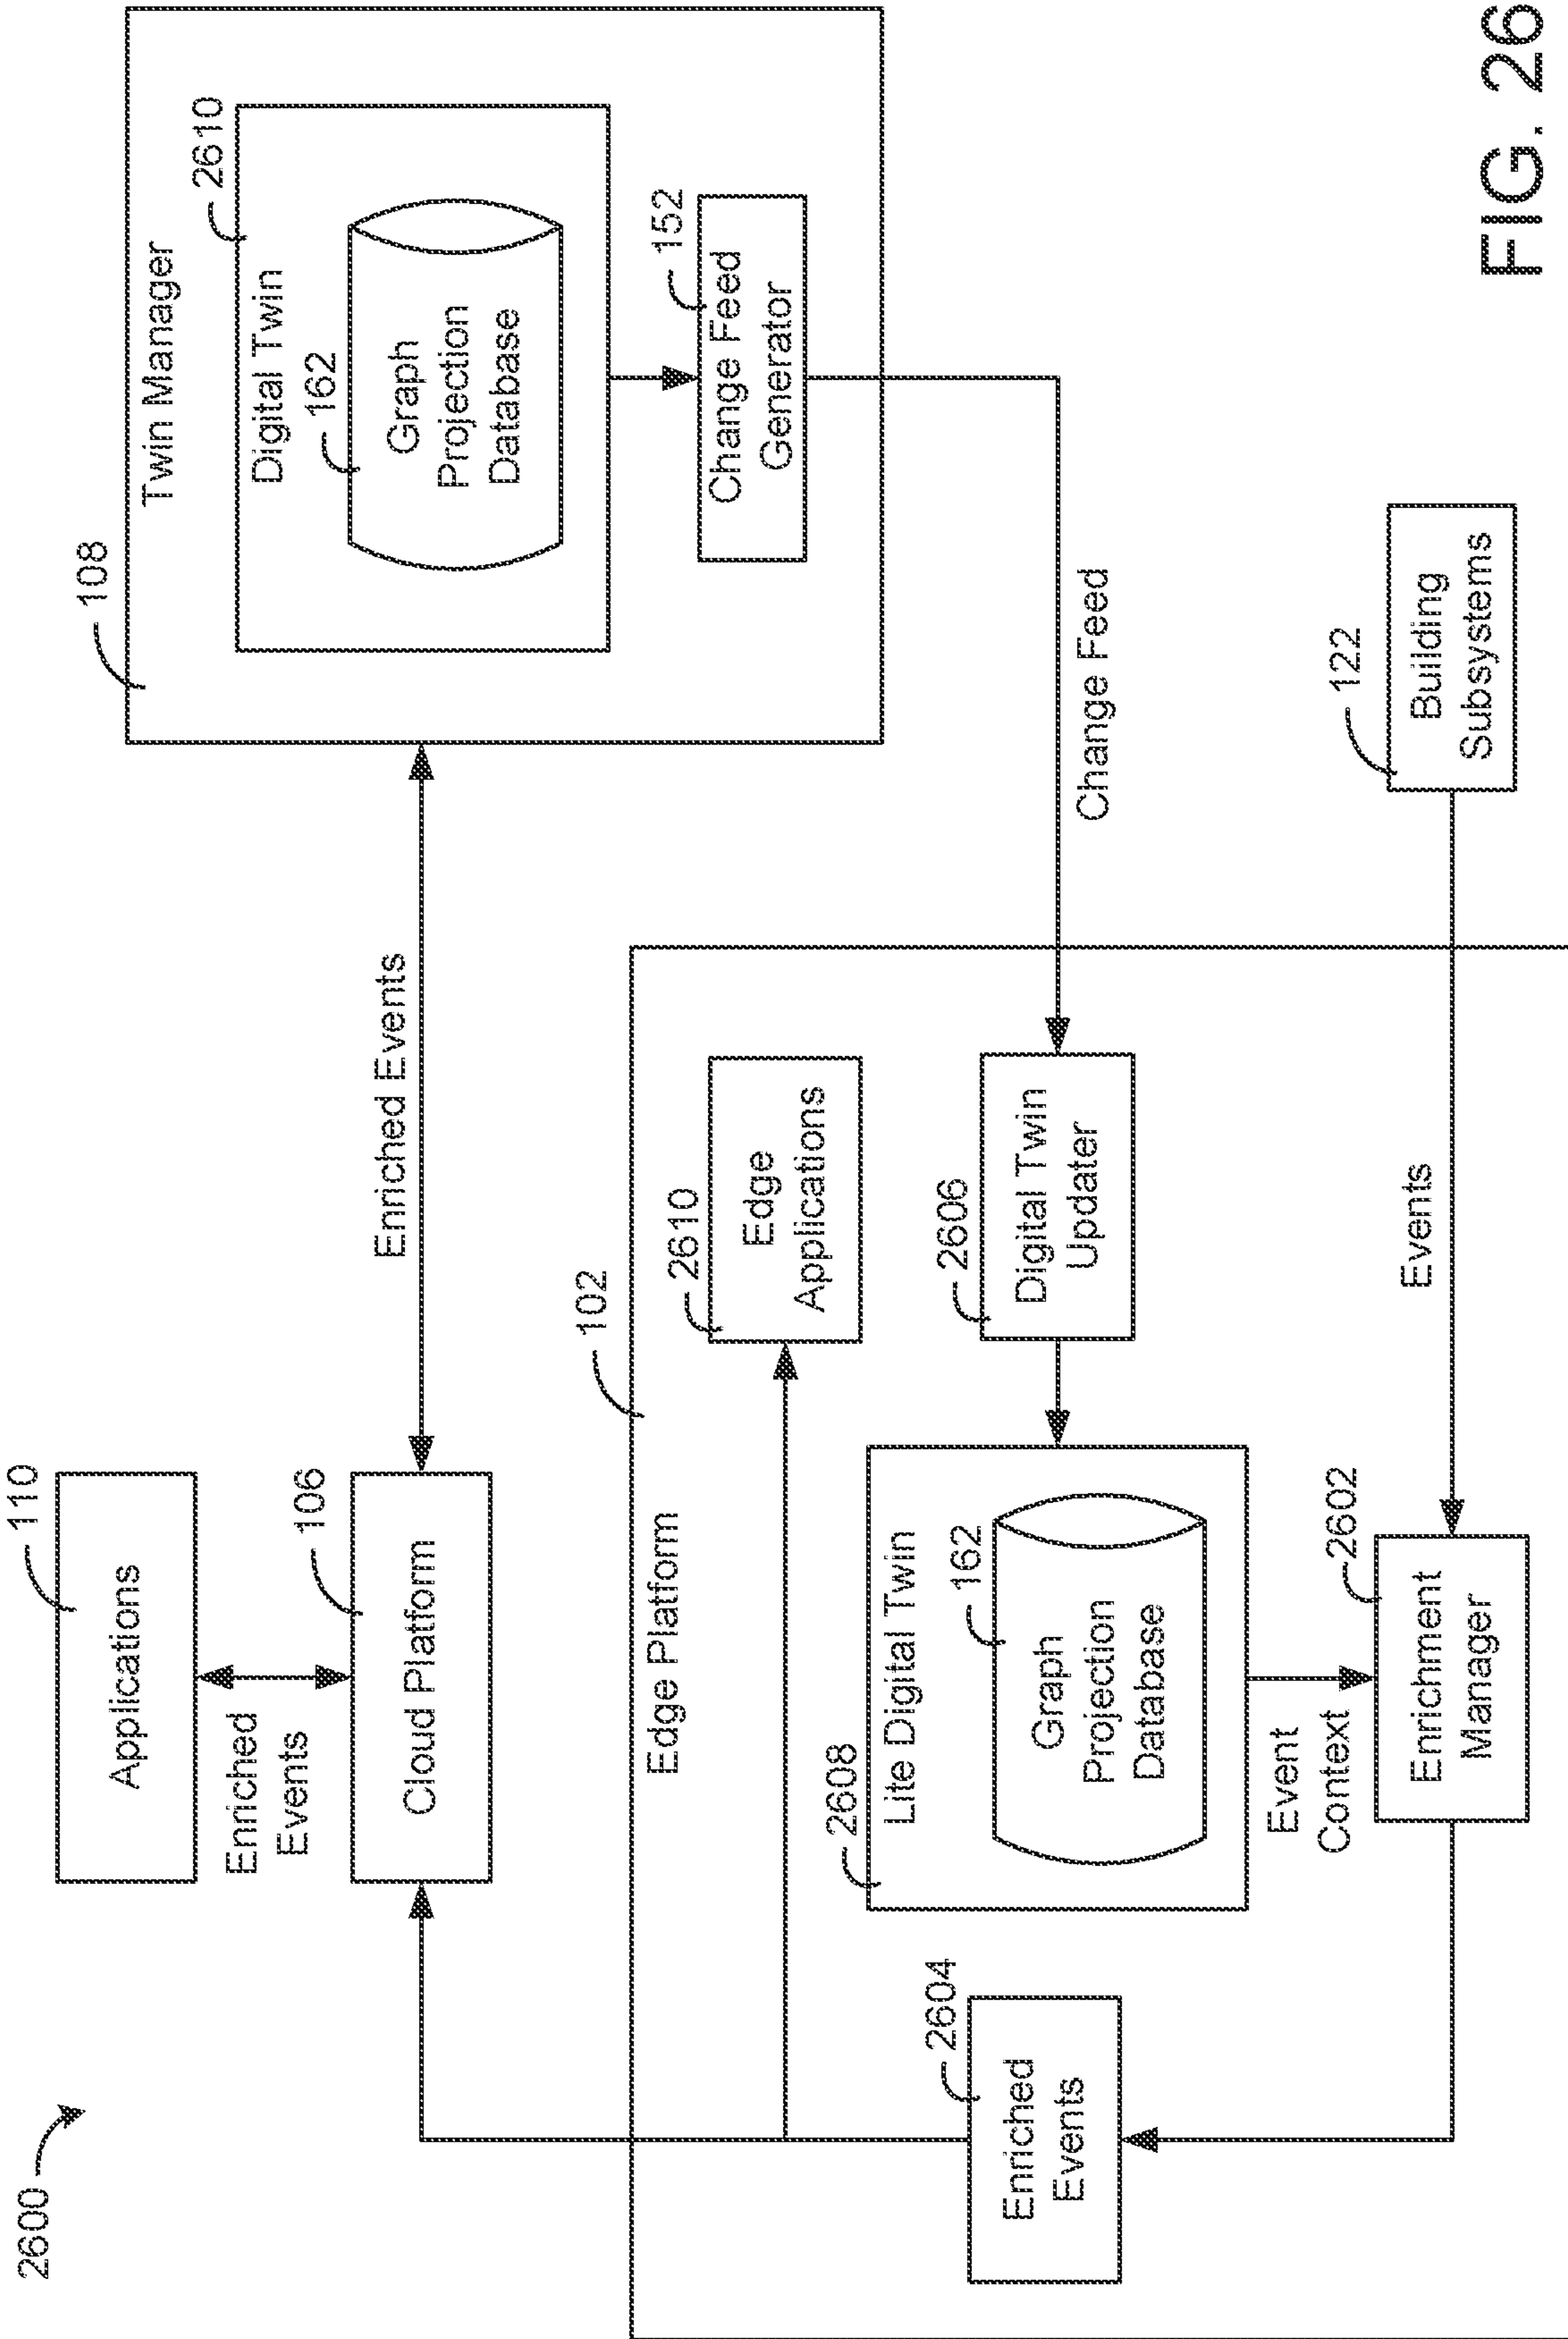 2600
Applications
110
Enriched
Events
Cloud Platform
106
Enriched Events
108
Twin Manager
Digital Twin
2610
162
Graph
Projection
Database
Change Feed
Generator
152
Change Feed
Edge Platform
102
2610
Edge
Applications
2606
Digital Twin
Updater
2608
Lite Digital Twin
162
Graph
Projection
Database
Event
Context
2604
Enriched
Events
Enrichment
Manager
2602
Events
122
Building
Subsystems
FIG. 26